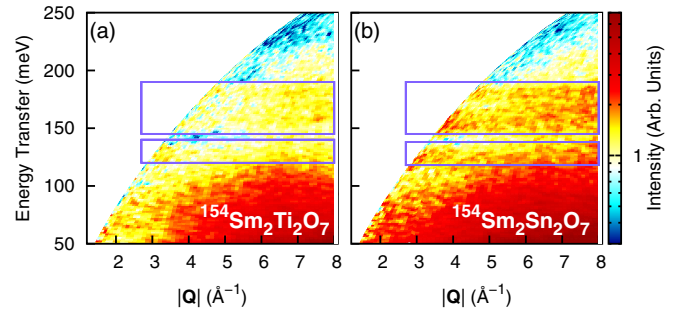 (a)
(b)
Energy Transfer (meV)
250
200
150
100
50
¹⁵⁴Sm₂Ti₂O₇
¹⁵⁴Sm₂Sn₂O₇
2 3 4 5 6 7 8
2 3 4 5 6 7 8
|Q| (Å⁻¹)
|Q| (Å⁻¹)
1
Intensity (Arb. Units)